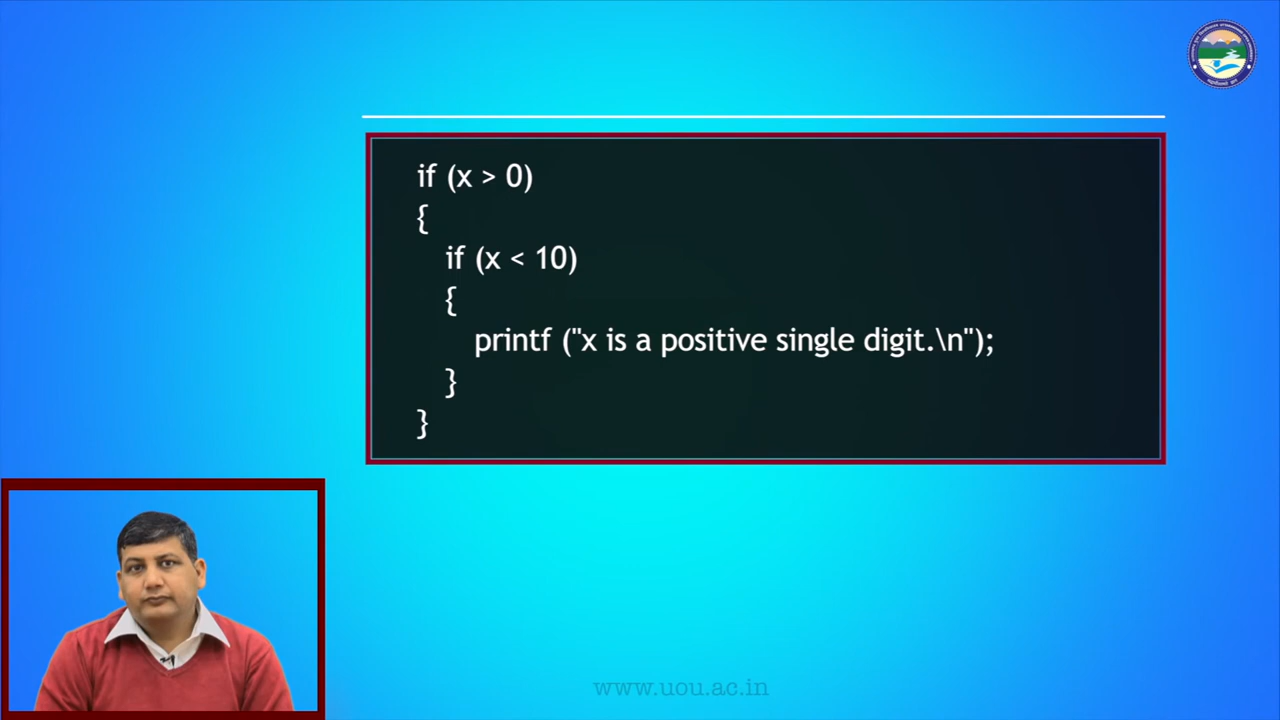 if (x > 0)
{
if (x < 10)
{
printf ("x is a positive single digit.\n");
}
}
www.uou.ac.in